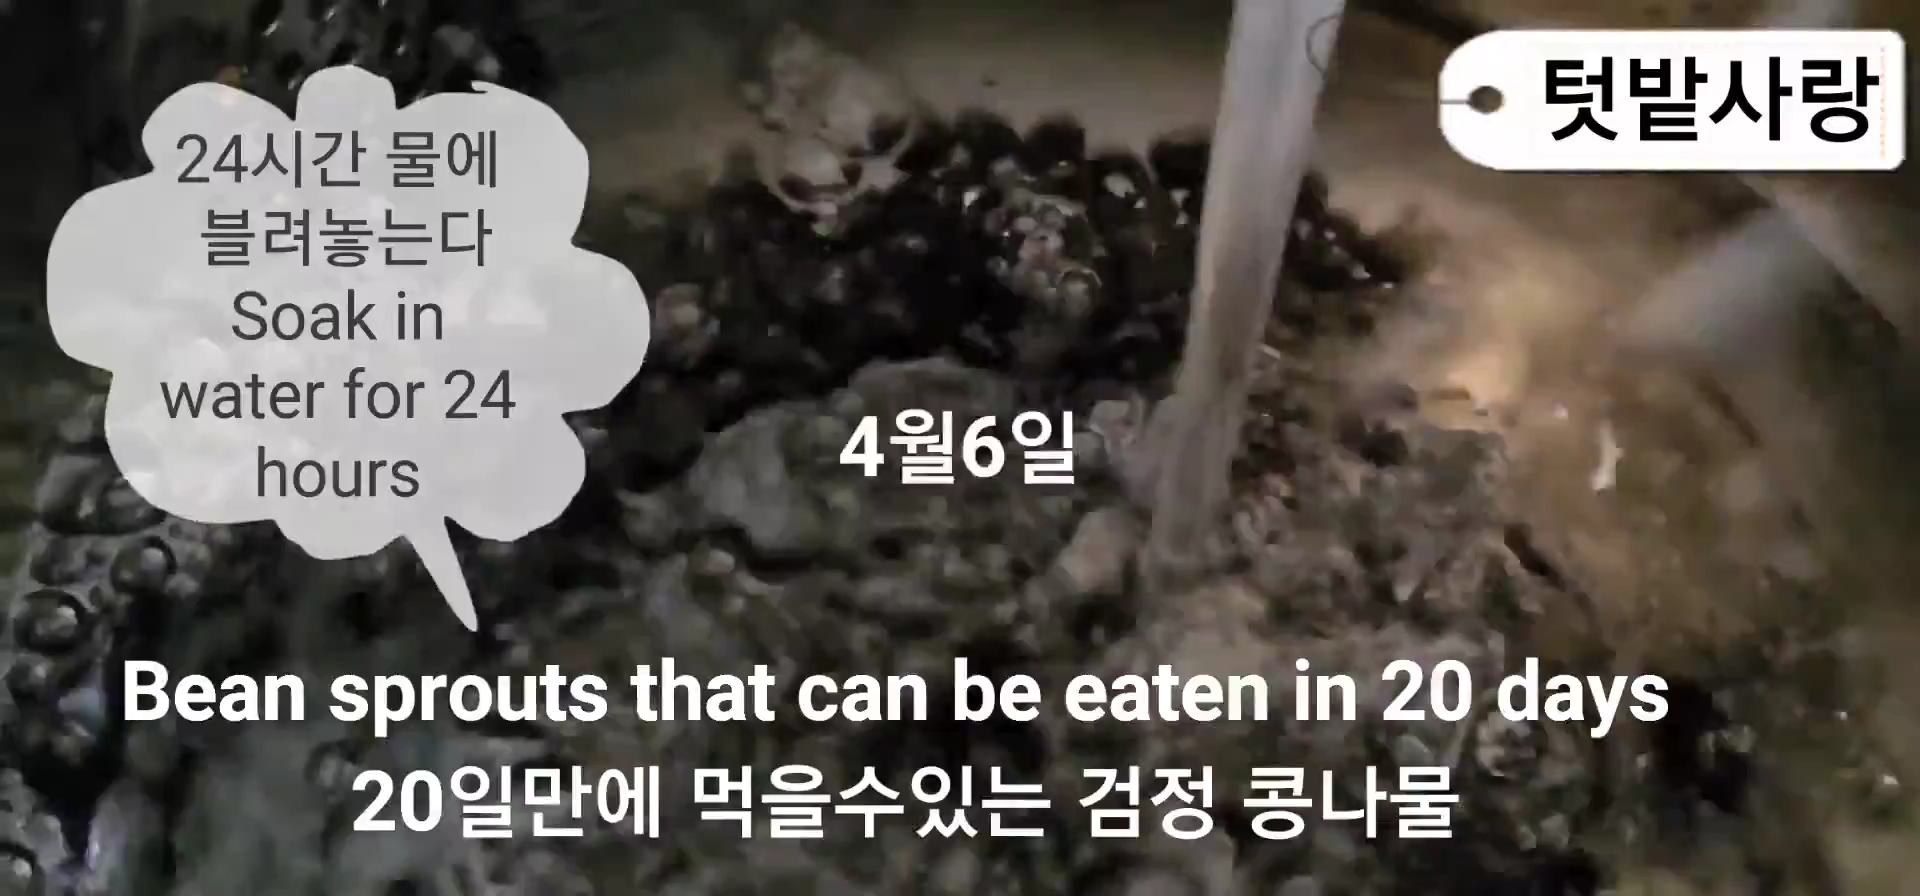 텃밭사랑
24시간 물에
블려놓는다
Soak in
water for 24
hours
4월6일
Bean sprouts that can be eaten in 20 days
20일만에 먹을수있는 검정 콩나물